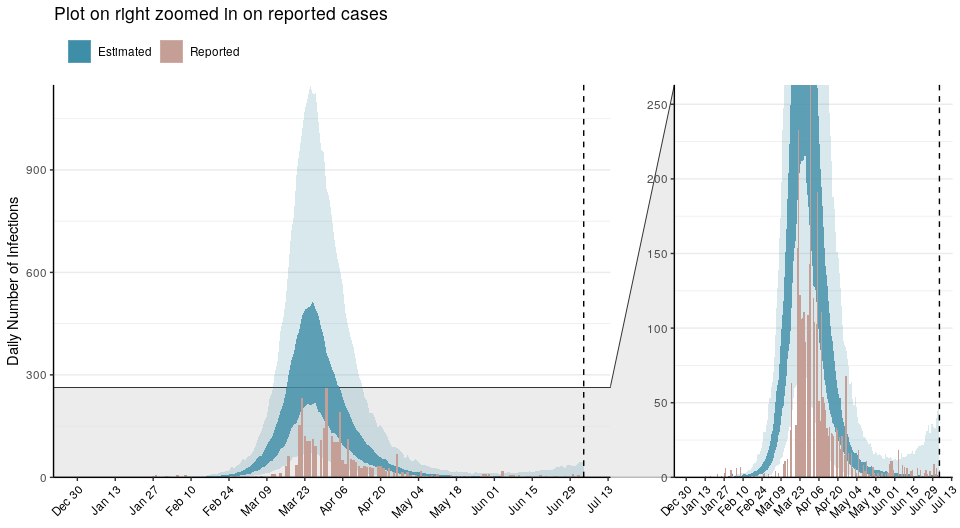 Plot on right zoomed in on reported cases
Estimated Reported
Daily Number of Infections
900
600
300
0
Dec 30 Jan 13 Jan 27 Feb 10 Feb 24 Mar 09 Mar 23 Apr 06 Apr 20 May 04 May 18 Jun 01 Jun 15 Jun 29 Jul 13
250
200
150
100
50
0
Dec 30 Jan 13 Jan 27 Feb 10 Feb 24 Mar 09 Mar 23 Apr 06 Apr 20 May 04 May 18 Jun 01 Jun 15 Jun 29 Jul 13